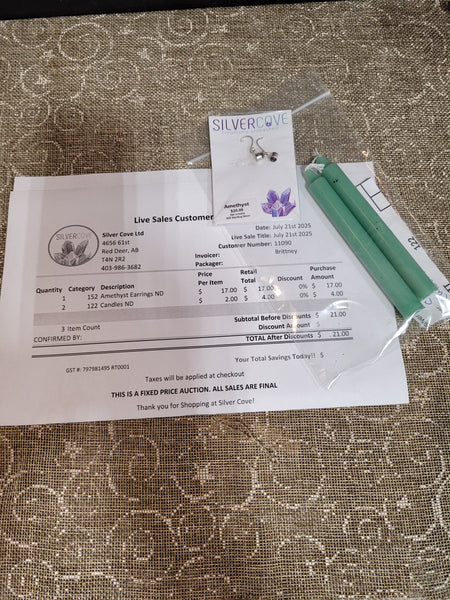 SILVERCOVE
Amethyst
Live Sales Customer
SILVERCOVE
Silver Cove Ltd
4656 61st
Red Deer, AB
T4N 2R2
403-986-3682
Date: July 21st 2025
Live Sale Title: July 21st 2025
Customer Number: 11090
Invoicer: Brittney
Packager:
Quantity Category Description Price Per Item Retail Total Discount Purchase Amount
1 152 Amethyst Earrings ND $ 17.00 $ 17.00 0% $ 17.00
2 122 Candles ND $ 2.00 $ 4.00 0% $ 4.00
3 Item Count
Subtotal Before Discounts $ 21.00
Discount Amount $
CONFIRMED BY:
TOTAL After Discounts $ 21.00
Your Total Savings Today!! $
GST #: 797981495 RT0001
Taxes will be applied at checkout
THIS IS A FIXED PRICE AUCTION. ALL SALES ARE FINAL
Thank you for Shopping at Silver Cove!
122